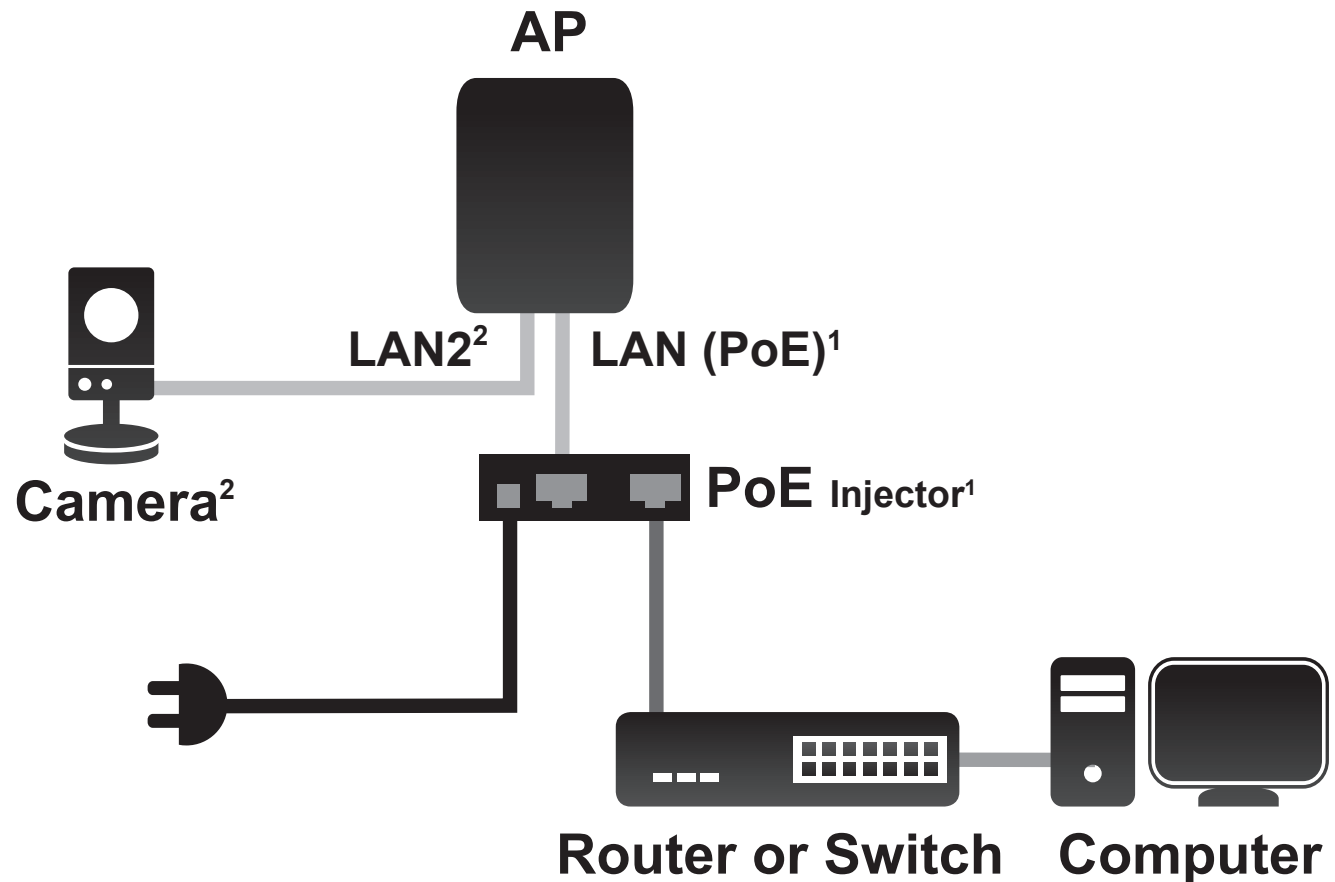 AP
LAN2²
LAN (PoE)¹
Camera²
PoE Injector¹
Router or Switch
Computer